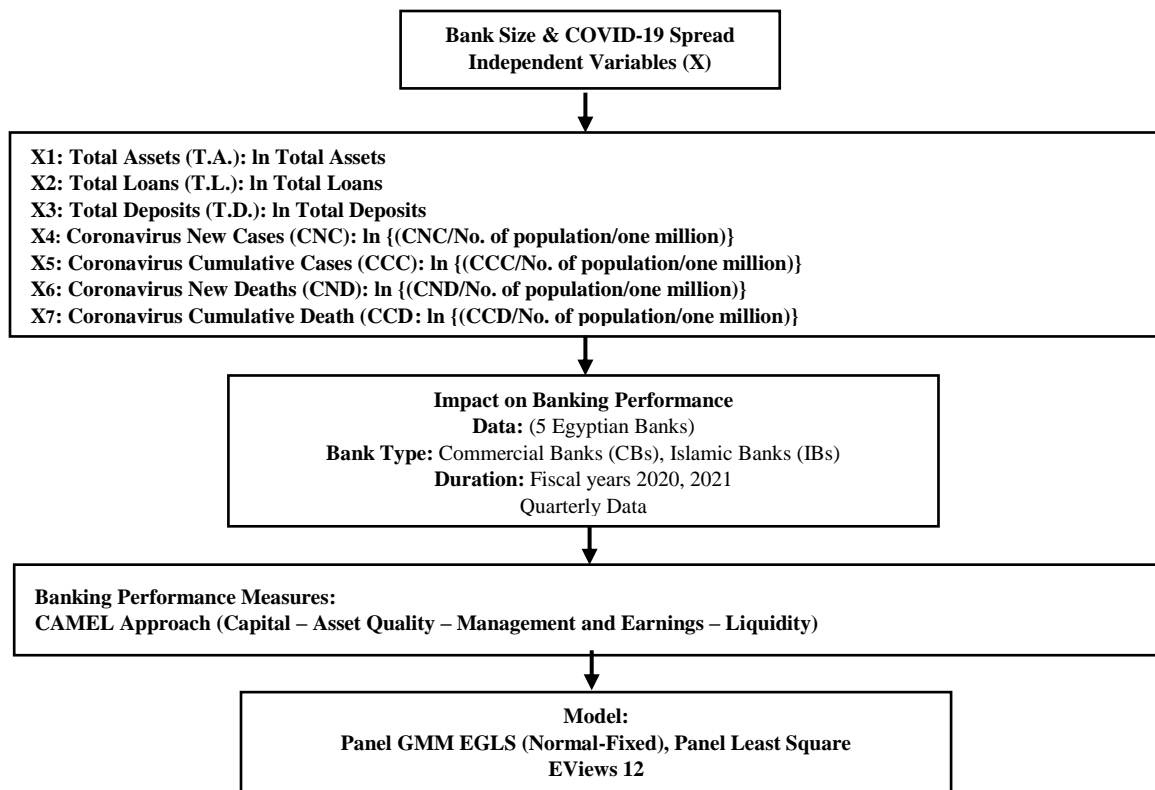 Bank Size & COVID-19 Spread
Independent Variables (X)
X1: Total Assets (T.A.): ln Total Assets
X2: Total Loans (T.L.): ln Total Loans
X3: Total Deposits (T.D.): ln Total Deposits
X4: Coronavirus New Cases (CNC): ln {(CNC/No. of population/one million)}
X5: Coronavirus Cumulative Cases (CCC): ln {(CCC/No. of population/one million)}
X6: Coronavirus New Deaths (CND): ln {(CND/No. of population/one million)}
X7: Coronavirus Cumulative Death (CCD: ln {(CCD/No. of population/one million)}
Impact on Banking Performance
Data: (5 Egyptian Banks)
Bank Type: Commercial Banks (CBs), Islamic Banks (IBs)
Duration: Fiscal years 2020, 2021
Quarterly Data
Banking Performance Measures:
CAMEL Approach (Capital – Asset Quality – Management and Earnings – Liquidity)
Model:
Panel GMM EGLS (Normal-Fixed), Panel Least Square
EViews 12